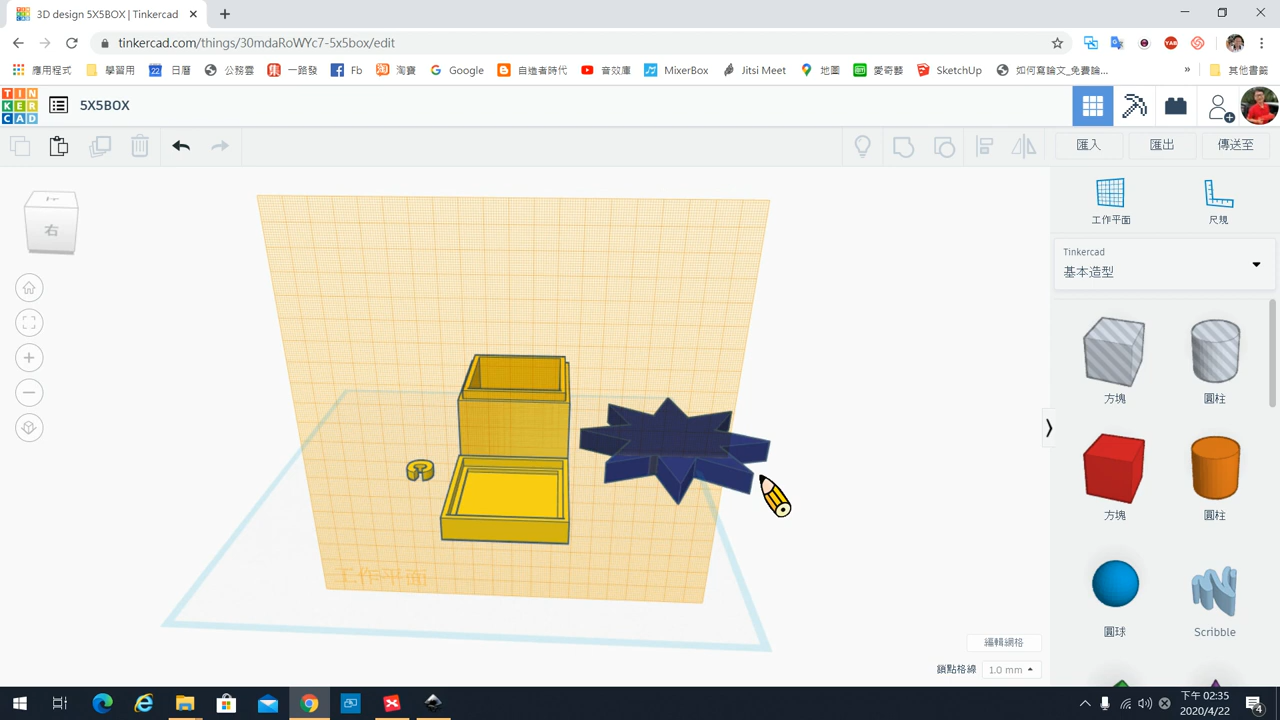 3D design 5X5BOX | Tinkercad
tinkercad.com/things/30mdaRoWYc7-5x5box/edit
應用程式 學習用 22 日曆 公務雲 集 一路發 Fb 淘 淘寶 Google 自造者時代 音效庫 MixerBox Jitsi Meet 地圖 愛奇藝 SketchUp 如何寫論文_免費論... » 其他書籤
TIN
KER
CAD
5X5BOX
匯入 匯出 傳送至
上
右
工作平面 尺規
Tinkercad
基本造型
方塊 圓柱
方塊 圓柱
圓球 Scribble
工作平面
編輯網格
鎖點格線 1.0 mm
下午 02:35
2020/4/22
4